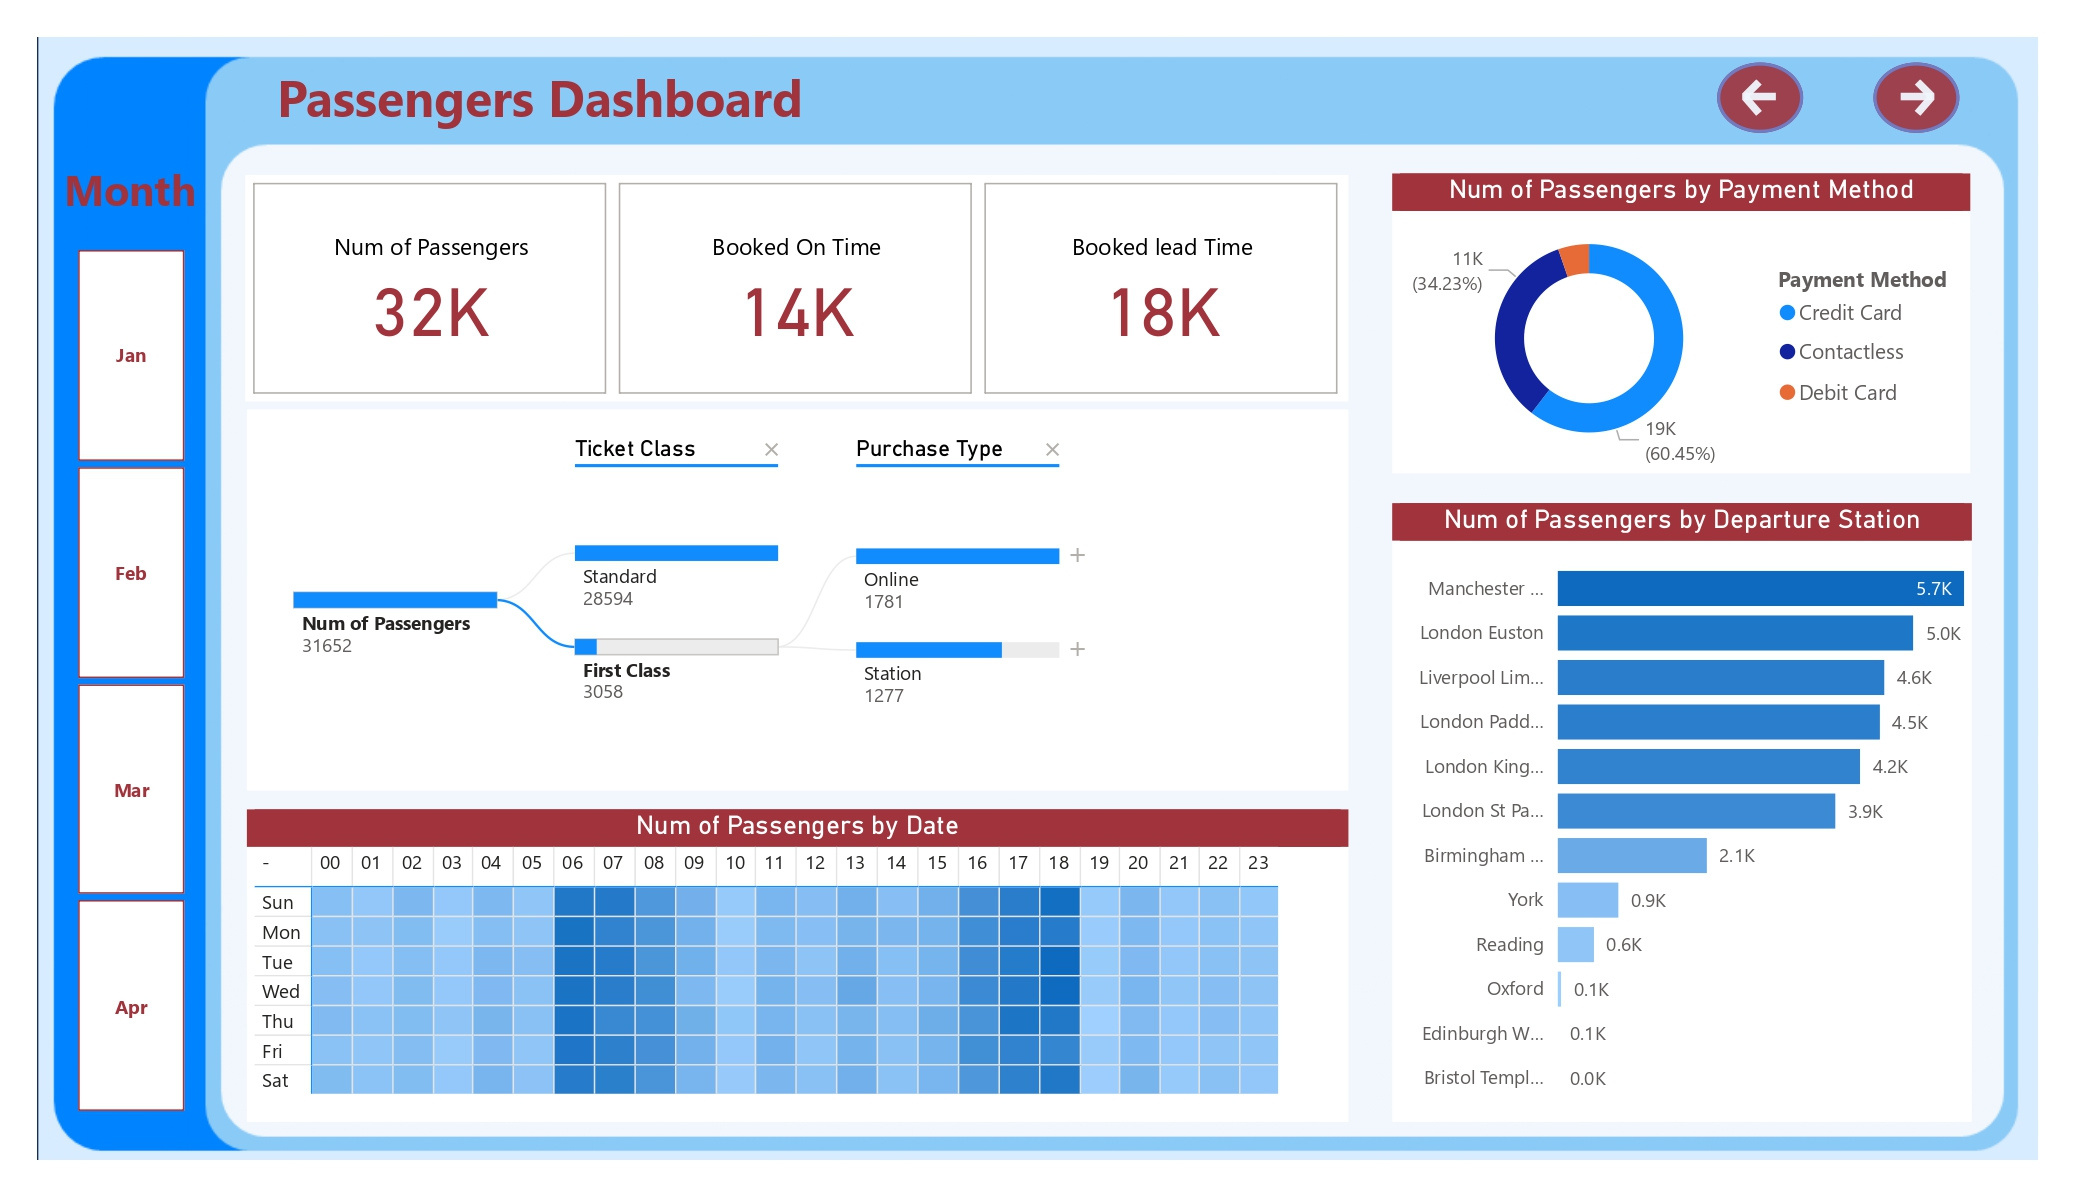 Passengers Dashboard
Month
Jan
Feb
Mar
Apr
Num of Passengers
32K
Booked On Time
14K
Booked lead Time
18K
Ticket Class
Purchase Type
Num of Passengers
31652
Standard
28594
First Class
3058
Online
1781
Station
1277
Num of Passengers by Date
- 00 01 02 03 04 05 06 07 08 09 10 11 12 13 14 15 16 17 18 19 20 21 22 23
Sun
Mon
Tue
Wed
Thu
Fri
Sat
Num of Passengers by Payment Method
11K
(34.23%)
19K
(60.45%)
Payment Method
Credit Card
Contactless
Debit Card
Num of Passengers by Departure Station
Manchester ... 5.7K
London Euston 5.0K
Liverpool Lim... 4.6K
London Padd... 4.5K
London King... 4.2K
London St Pa... 3.9K
Birmingham ... 2.1K
York 0.9K
Reading 0.6K
Oxford 0.1K
Edinburgh W... 0.1K
Bristol Templ... 0.0K